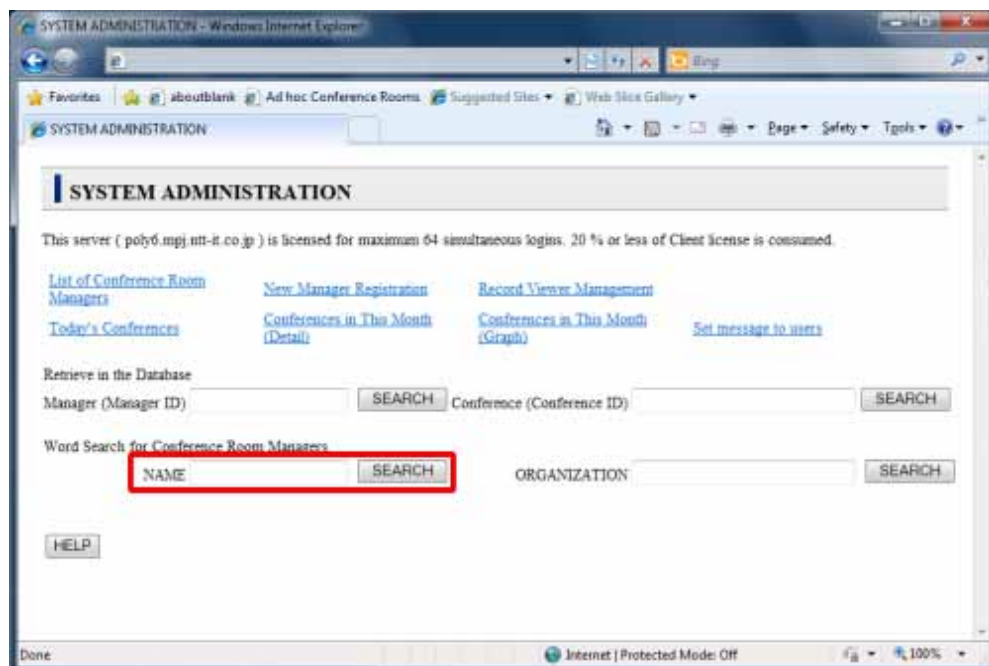 SYSTEM ADMINISTRATION - Windows Internet Explorer
Bing
Favorites aboutblank Ad hoc Conference Rooms Suggested Sites Web Slice Gallery
SYSTEM ADMINISTRATION Page Safety Tools
SYSTEM ADMINISTRATION
This server ( poly6.mpj.ntt-it.co.jp ) is licensed for maximum 64 simultaneous logins. 20 % or less of Client license is consumed.
List of Conference Room
Managers New Manager Registration Record Viewer Management
Today's Conferences Conferences in This Month
(Detail) Conferences in This Month
(Graph) Set message to users
Retrieve in the Database
Manager (Manager ID) SEARCH Conference (Conference ID) SEARCH
Word Search for Conference Room Managers
NAME SEARCH ORGANIZATION SEARCH
HELP
Done Internet | Protected Mode: Off 100%